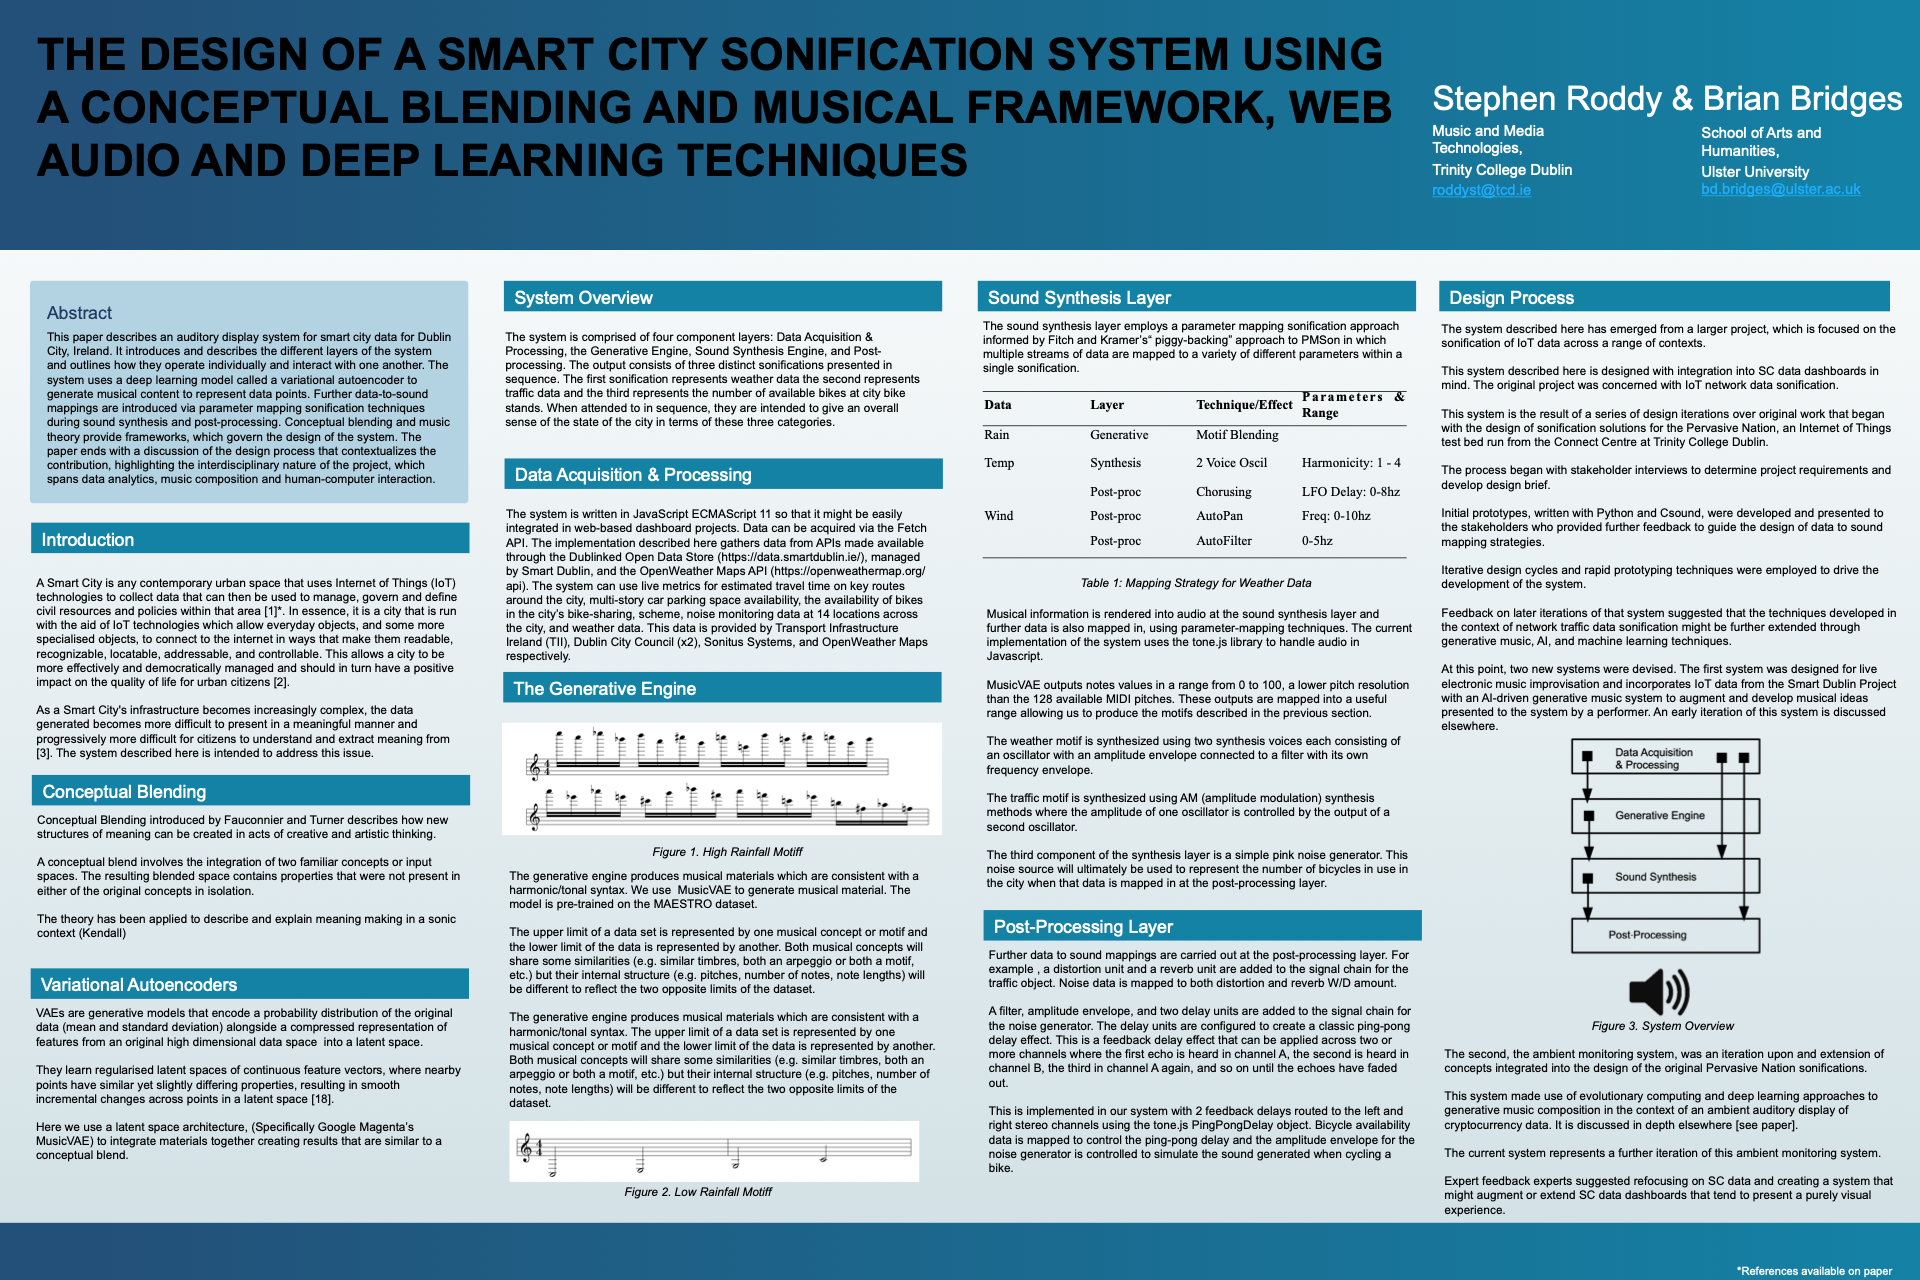 THE DESIGN OF A SMART CITY SONIFICATION SYSTEM USING
A CONCEPTUAL BLENDING AND MUSICAL FRAMEWORK, WEB
AUDIO AND DEEP LEARNING TECHNIQUES
Stephen Roddy & Brian Bridges
Music and Media
Technologies,
Trinity College Dublin
roddyst@tcd.ie
School of Arts and
Humanities,
Ulster University
bd.bridges@ulster.ac.uk
Abstract
This paper describes an auditory display system for smart city data for Dublin
City, Ireland. It introduces and describes the different layers of the system
and outlines how they operate individually and interact with one another. The
system uses a deep learning model called a variational autoencoder to
generate musical content to represent data points. Further data-to-sound
mappings are introduced via parameter mapping sonification techniques
during sound synthesis and post-processing. Conceptual blending and music
theory provide frameworks, which govern the design of the system. The
paper ends with a discussion of the design process that contextualizes the
contribution, highlighting the interdisciplinary nature of the project, which
spans data analytics, music composition and human-computer interaction.
Introduction
A Smart City is any contemporary urban space that uses Internet of Things (IoT)
technologies to collect data that can then be used to manage, govern and define
civil resources and policies within that area [1]*. In essence, it is a city that is run
with the aid of IoT technologies which allow everyday objects, and some more
specialised objects, to connect to the internet in ways that make them readable,
recognizable, locatable, addressable, and controllable. This allows a city to be
more effectively and democratically managed and should in turn have a positive
impact on the quality of life for urban citizens [2].
As a Smart City's infrastructure becomes increasingly complex, the data
generated becomes more difficult to present in a meaningful manner and
progressively more difficult for citizens to understand and extract meaning from
[3]. The system described here is intended to address this issue.
Conceptual Blending
Conceptual Blending introduced by Fauconnier and Turner describes how new
structures of meaning can be created in acts of creative and artistic thinking.
A conceptual blend involves the integration of two familiar concepts or input
spaces. The resulting blended space contains properties that were not present in
either of the original concepts in isolation.
The theory has been applied to describe and explain meaning making in a sonic
context (Kendall)
Variational Autoencoders
VAEs are generative models that encode a probability distribution of the original
data (mean and standard deviation) alongside a compressed representation of
features from an original high dimensional data space  into a latent space.
They learn regularised latent spaces of continuous feature vectors, where nearby
points have similar yet slightly differing properties, resulting in smooth
incremental changes across points in a latent space [18].
Here we use a latent space architecture, (Specifically Google Magenta's
MusicVAE) to integrate materials together creating results that are similar to a
conceptual blend.
System Overview
The system is comprised of four component layers: Data Acquisition &
Processing, the Generative Engine, Sound Synthesis Engine, and Post-
processing. The output consists of three distinct sonifications presented in
sequence. The first sonification represents weather data the second represents
traffic data and the third represents the number of available bikes at city bike
stands. When attended to in sequence, they are intended to give an overall
sense of the state of the city in terms of these three categories.
Data Acquisition & Processing
The system is written in JavaScript ECMAScript 11 so that it might be easily
integrated in web-based dashboard projects. Data can be acquired via the Fetch
API. The implementation described here gathers data from APIs made available
through the Dublinked Open Data Store (https://data.smartdublin.ie/), managed
by Smart Dublin, and the OpenWeather Maps API (https://openweathermap.org/
api). The system can use live metrics for estimated travel time on key routes
around the city, multi-story car parking space availability, the availability of bikes
in the city's bike-sharing, scheme, noise monitoring data at 14 locations across
the city, and weather data. This data is provided by Transport Infrastructure
Ireland (TII), Dublin City Council (x2), Sonitus Systems, and OpenWeather Maps
respectively.
The Generative Engine
Figure 1. High Rainfall Motiff
The generative engine produces musical materials which are consistent with a
harmonic/tonal syntax. We use  MusicVAE to generate musical material. The
model is pre-trained on the MAESTRO dataset.
The upper limit of a data set is represented by one musical concept or motif and
the lower limit of the data is represented by another. Both musical concepts will
share some similarities (e.g. similar timbres, both an arpeggio or both a motif,
etc.) but their internal structure (e.g. pitches, number of notes, note lengths) will
be different to reflect the two opposite limits of the dataset.
The generative engine produces musical materials which are consistent with a
harmonic/tonal syntax. The upper limit of a data set is represented by one
musical concept or motif and the lower limit of the data is represented by another.
Both musical concepts will share some similarities (e.g. similar timbres, both an
arpeggio or both a motif, etc.) but their internal structure (e.g. pitches, number of
notes, note lengths) will be different to reflect the two opposite limits of the
dataset.
Figure 2. Low Rainfall Motiff
Sound Synthesis Layer
The sound synthesis layer employs a parameter mapping sonification approach
informed by Fitch and Kramer's“ piggy-backing” approach to PMSon in which
multiple streams of data are mapped to a variety of different parameters within a
single sonification.
Data Layer Technique/Effect Parameters & Range
Rain Generative Motif Blending
Temp Synthesis 2 Voice Oscil Harmonicity: 1 - 4
Post-proc Chorusing LFO Delay: 0-8hz
Wind Post-proc AutoPan Freq: 0-10hz
Post-proc AutoFilter 0-5hz
Table 1: Mapping Strategy for Weather Data
Musical information is rendered into audio at the sound synthesis layer and
further data is also mapped in, using parameter-mapping techniques. The current
implementation of the system uses the tone.js library to handle audio in
Javascript.
MusicVAE outputs notes values in a range from 0 to 100, a lower pitch resolution
than the 128 available MIDI pitches. These outputs are mapped into a useful
range allowing us to produce the motifs described in the previous section.
The weather motif is synthesized using two synthesis voices each consisting of
an oscillator with an amplitude envelope connected to a filter with its own
frequency envelope.
The traffic motif is synthesized using AM (amplitude modulation) synthesis
methods where the amplitude of one oscillator is controlled by the output of a
second oscillator.
The third component of the synthesis layer is a simple pink noise generator. This
noise source will ultimately be used to represent the number of bicycles in use in
the city when that data is mapped in at the post-processing layer.
Post-Processing Layer
Further data to sound mappings are carried out at the post-processing layer. For
example , a distortion unit and a reverb unit are added to the signal chain for the
traffic object. Noise data is mapped to both distortion and reverb W/D amount.
A filter, amplitude envelope, and two delay units are added to the signal chain for
the noise generator. The delay units are configured to create a classic ping-pong
delay effect. This is a feedback delay effect that can be applied across two or
more channels where the first echo is heard in channel A, the second is heard in
channel B, the third in channel A again, and so on until the echoes have faded
out.
This is implemented in our system with 2 feedback delays routed to the left and
right stereo channels using the tone.js PingPongDelay object. Bicycle availability
data is mapped to control the ping-pong delay and the amplitude envelope for the
noise generator is controlled to simulate the sound generated when cycling a
bike.
Design Process
The system described here has emerged from a larger project, which is focused on the
sonification of IoT data across a range of contexts.
This system described here is designed with integration into SC data dashboards in
mind. The original project was concerned with IoT network data sonification.
This system is the result of a series of design iterations over original work that began
with the design of sonification solutions for the Pervasive Nation, an Internet of Things
test bed run from the Connect Centre at Trinity College Dublin.
The process began with stakeholder interviews to determine project requirements and
develop design brief.
Initial prototypes, written with Python and Csound, were developed and presented to
the stakeholders who provided further feedback to guide the design of data to sound
mapping strategies.
Iterative design cycles and rapid prototyping techniques were employed to drive the
development of the system.
Feedback on later iterations of that system suggested that the techniques developed in
the context of network traffic data sonification might be further extended through
generative music, AI, and machine learning techniques.
At this point, two new systems were devised. The first system was designed for live
electronic music improvisation and incorporates IoT data from the Smart Dublin Project
with an AI-driven generative music system to augment and develop musical ideas
presented to the system by a performer. An early iteration of this system is discussed
elsewhere.
Data Acquisition
& Processing
Generative Engine
Sound Synthesis
Post-Processing
Figure 3. System Overview
The second, the ambient monitoring system, was an iteration upon and extension of
concepts integrated into the design of the original Pervasive Nation sonifications.
This system made use of evolutionary computing and deep learning approaches to
generative music composition in the context of an ambient auditory display of
cryptocurrency data. It is discussed in depth elsewhere [see paper].
The current system represents a further iteration of this ambient monitoring system.
Expert feedback experts suggested refocusing on SC data and creating a system that
might augment or extend SC data dashboards that tend to present a purely visual
experience.
*References available on paper